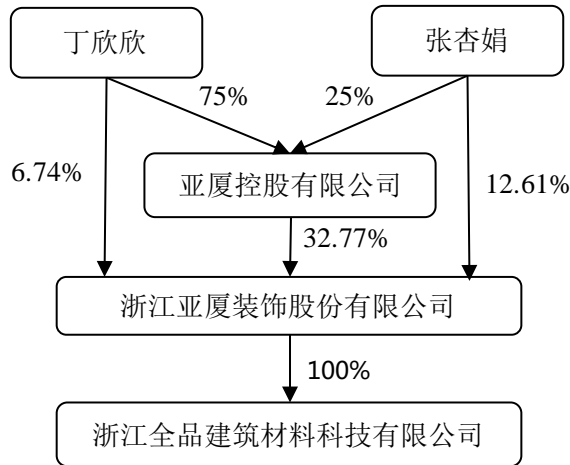 丁欣欣
张杏娟
75%
25%
6.74%
亚厦控股有限公司
12.61%
32.77%
浙江亚厦装饰股份有限公司
100%
浙江全品建筑材料科技有限公司